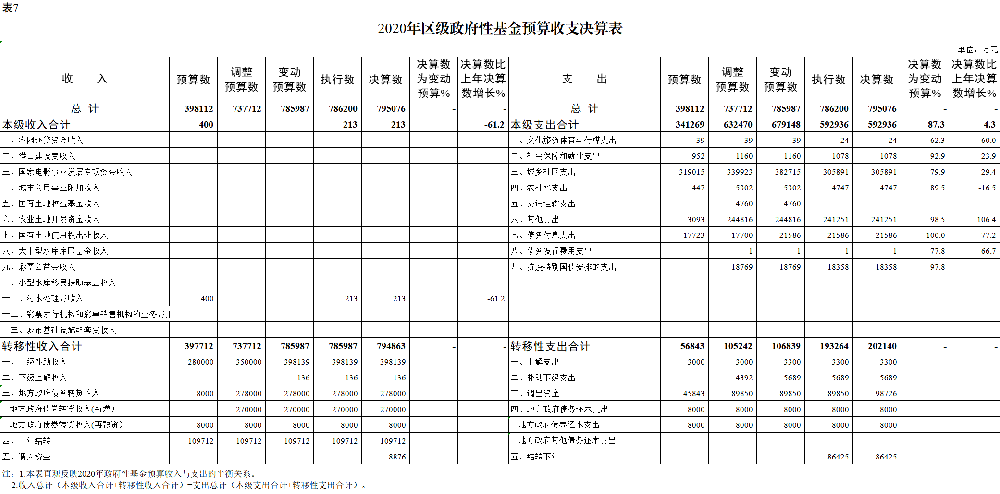 表7
2020年区级政府性基金预算收支决算表
单位：万元
收 入 预算数 调整预算数 变动预算数 执行数 决算数 决算数为变动预算% 决算数比上年决算数增长% 支 出 预算数 调整预算数 变动预算数 执行数 决算数 决算数为变动预算% 决算数比上年决算数增长%
总 计 398112 737712 785987 786200 795076 - - 总 计 398112 737712 785987 786200 795076 - -
本级收入合计 400 213 213 -61.2 本级支出合计 341269 632470 679148 592936 592936 87.3 4.3
一、农网还贷资金收入 一、文化旅游体育与传媒支出 39 39 39 24 24 62.3 -60.0
二、港口建设费收入 二、社会保障和就业支出 952 1160 1160 1078 1078 92.9 23.9
三、国家电影事业发展专项资金收入 三、城乡社区支出 319015 339923 382715 305891 305891 79.9 -29.4
四、城市公用事业附加收入 四、农林水支出 447 5302 5302 4747 4747 89.5 -16.5
五、国有土地收益基金收入 五、交通运输支出 4760 4760
六、农业土地开发资金收入 六、其他支出 3093 244816 244816 241251 241251 98.5 106.4
七、国有土地使用权出让收入 七、债务付息支出 17723 17700 21586 21586 21586 100.0 77.2
八、大中型水库库区基金收入 八、债务发行费用支出 1 1 1 1 77.8 -66.7
九、彩票公益金收入 九、抗疫特别国债安排的支出 18769 18769 18358 18358 97.8
十、小型水库移民扶助基金收入
十一、污水处理费收入 400 213 213 -61.2
十二、彩票发行机构和彩票销售机构的业务费用
十三、城市基础设施配套费收入
转移性收入合计 397712 737712 785987 785987 794863 - - 转移性支出合计 56843 105242 106839 193264 202140 - -
一、上级补助收入 280000 350000 398139 398139 398139 一、上解支出 3000 3000 3300 3300 3300
二、下级上解收入 136 136 136 二、补助下级支出 4392 5689 5689 5689
三、地方政府债务转贷收入 8000 278000 278000 278000 278000 三、调出资金 45843 89850 89850 89850 98726
地方政府债券转贷收入(新增） 270000 270000 270000 270000 四、地方政府债务还本支出 8000 8000 8000 8000 8000
地方政府债券转贷收入(再融资） 8000 8000 8000 8000 8000 地方政府债券还本支出 8000 8000 8000 8000 8000
四、上年结转 109712 109712 109712 109712 109712 地方政府其他债务还本支出
五、调入资金 8876 五、结转下年 86425 86425
注：1.本表直观反映2020年政府性基金预算收入与支出的平衡关系。
2.收入总计（本级收入合计+转移性收入合计）=支出总计（本级支出合计+转移性支出合计）。